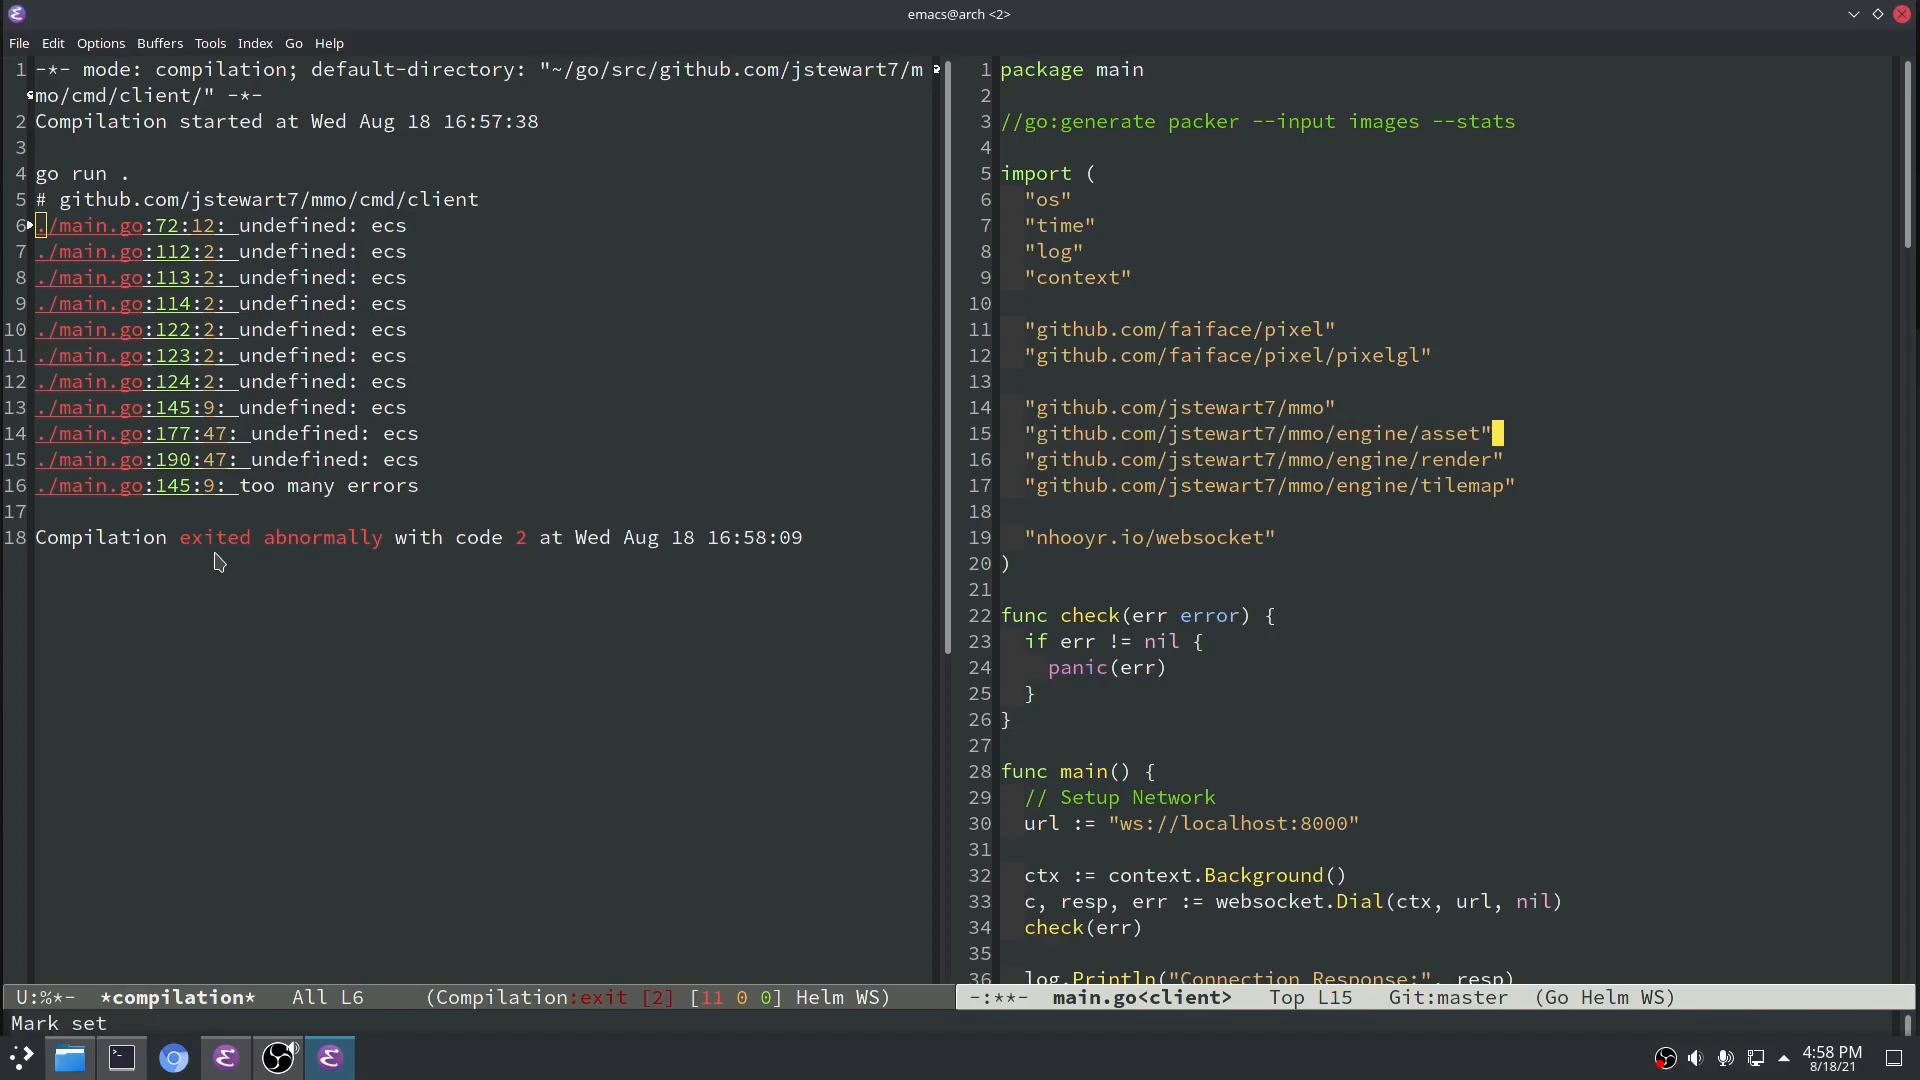 emacs@arch <2>
File Edit Options Buffers Tools Index Go Help
1 -*- mode: compilation; default-directory: "~/go/src/github.com/jstewart7/m
mo/cmd/client/" -*-
2 Compilation started at Wed Aug 18 16:57:38
3
4 go run .
5 # github.com/jstewart7/mmo/cmd/client
6 ./main.go:72:12: undefined: ecs
7 ./main.go:112:2: undefined: ecs
8 ./main.go:113:2: undefined: ecs
9 ./main.go:114:2: undefined: ecs
10 ./main.go:122:2: undefined: ecs
11 ./main.go:123:2: undefined: ecs
12 ./main.go:124:2: undefined: ecs
13 ./main.go:145:9: undefined: ecs
14 ./main.go:177:47: undefined: ecs
15 ./main.go:190:47: undefined: ecs
16 ./main.go:145:9: too many errors
17
18 Compilation exited abnormally with code 2 at Wed Aug 18 16:58:09
U:%*- *compilation* All L6 (Compilation:exit [2] [11 0 0] Helm WS)
1 package main
2
3 //go:generate packer --input images --stats
4
5 import (
6 "os"
7 "time"
8 "log"
9 "context"
10
11 "github.com/faiface/pixel"
12 "github.com/faiface/pixel/pixelgl"
13
14 "github.com/jstewart7/mmo"
15 "github.com/jstewart7/mmo/engine/asset"
16 "github.com/jstewart7/mmo/engine/render"
17 "github.com/jstewart7/mmo/engine/tilemap"
18
19 "nhooyr.io/websocket"
20 )
21
22 func check(err error) {
23 if err != nil {
24 panic(err)
25 }
26 }
27
28 func main() {
29 // Setup Network
30 url := "ws://localhost:8000"
31
32 ctx := context.Background()
33 c, resp, err := websocket.Dial(ctx, url, nil)
34 check(err)
35
36 log.Println("Connection Response:", resp)
-:**- main.go<client> Top L15 Git:master (Go Helm WS)
Mark set
4:58 PM
8/18/21